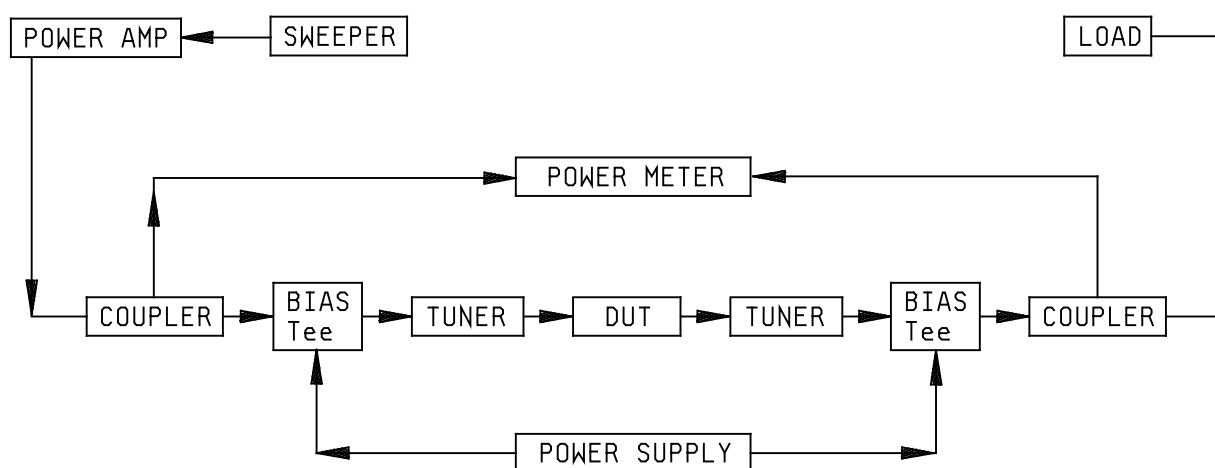 POWER AMP
SWEEPER
LOAD
POWER METER
COUPLER
BIAS
Tee
TUNER
DUT
TUNER
BIAS
Tee
COUPLER
POWER SUPPLY